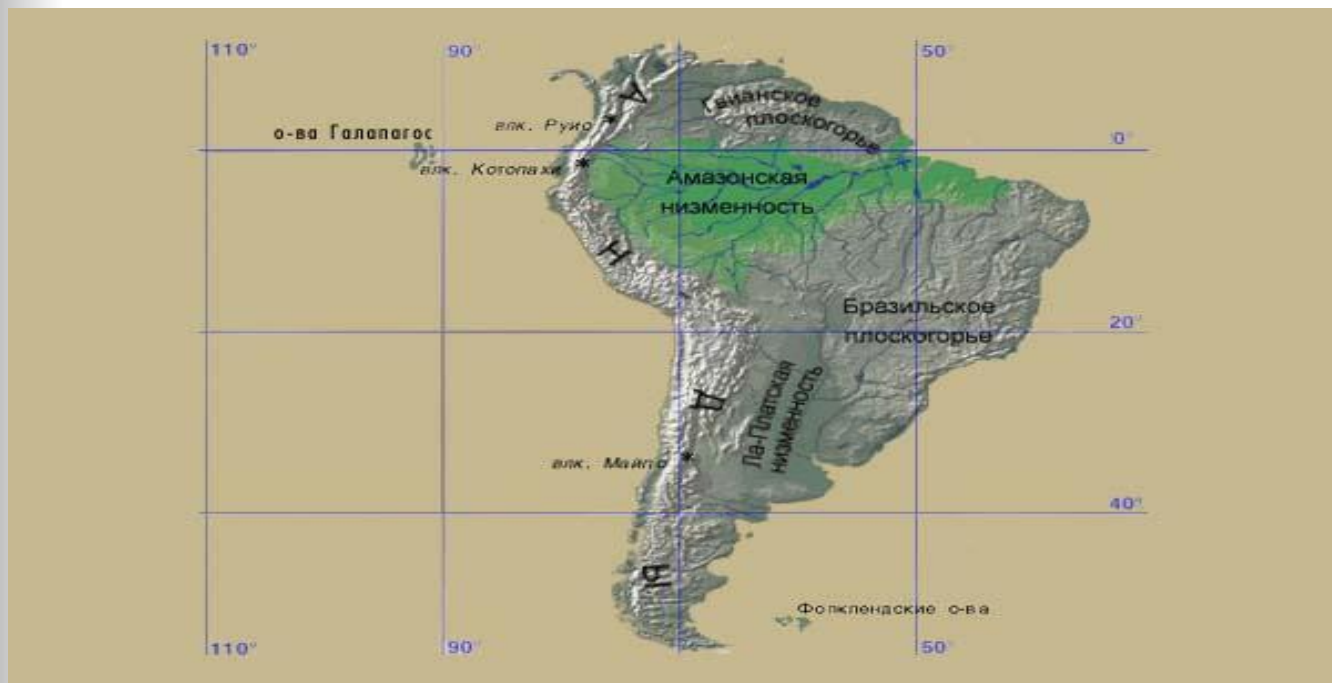 110° 90° 50°
А
Гвианское
плоскогорье
влк. Руис
о-ва Галапагос
0°
влк. Котопахи
Амазонская
низменность
Н
Бразильское
плоскогорье
20°
Ла-Платская
низменность
Д
влк. Майпо
40°
Ы
Фолклендские о-ва
110° 90° 50°